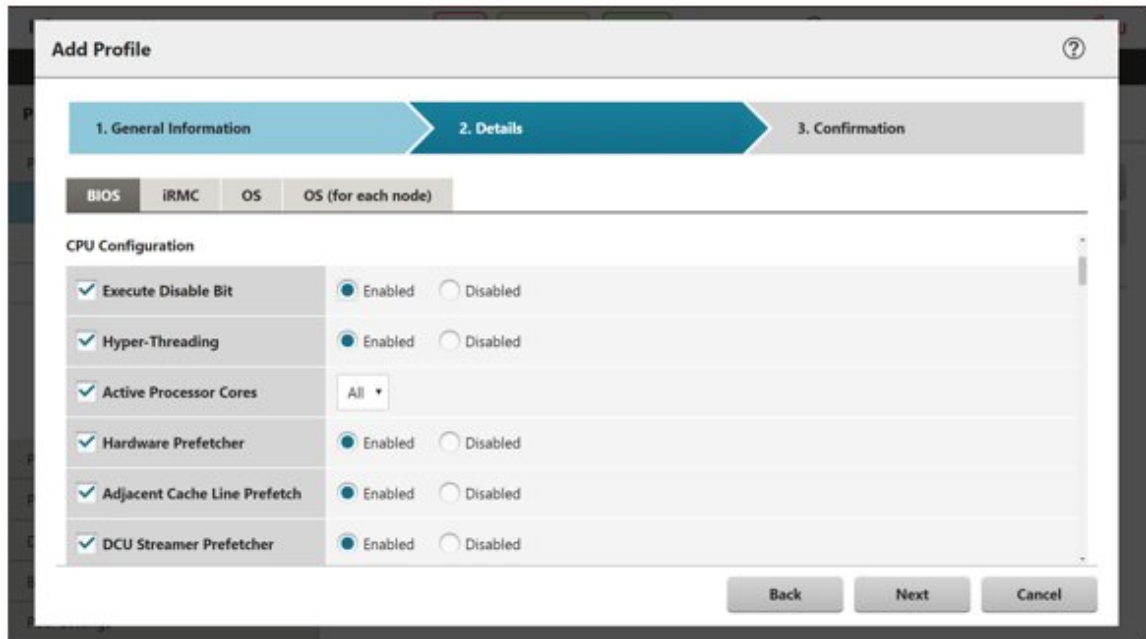 Add Profile
1. General Information 2. Details 3. Confirmation
BIOS iRMC OS OS (for each node)
CPU Configuration
Execute Disable Bit Enabled Disabled
Hyper-Threading Enabled Disabled
Active Processor Cores All
Hardware Prefetcher Enabled Disabled
Adjacent Cache Line Prefetch Enabled Disabled
DCU Streamer Prefetcher Enabled Disabled
Back Next Cancel